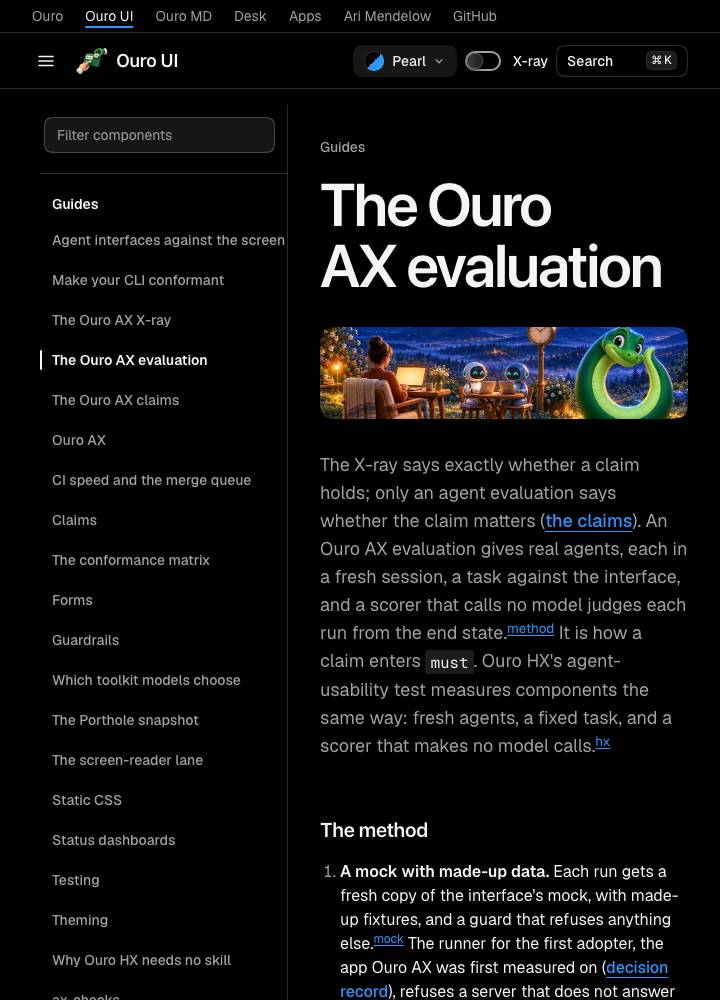 Ouro Ouro UI Ouro MD Desk Apps Ari Mendelow GitHub
Ouro UI Pearl X-ray Search ⌘K
Filter components
Guides
Agent interfaces against the screen
Make your CLI conformant
The Ouro AX X-ray
The Ouro AX evaluation
The Ouro AX claims
Ouro AX
CI speed and the merge queue
Claims
The conformance matrix
Forms
Guardrails
Which toolkit models choose
The Porthole snapshot
The screen-reader lane
Static CSS
Status dashboards
Testing
Theming
Why Ouro HX needs no skill
ax-checks
Guides
The Ouro
AX evaluation
The X-ray says exactly whether a claim
holds; only an agent evaluation says
whether the claim matters (the claims). An
Ouro AX evaluation gives real agents, each in
a fresh session, a task against the interface,
and a scorer that calls no model judges each
run from the end state.method It is how a
claim enters must. Ouro HX's agent-
usability test measures components the
same way: fresh agents, a fixed task, and a
scorer that makes no model calls.hx
The method
1. A mock with made-up data. Each run gets a
fresh copy of the interface's mock, with made-
up fixtures, and a guard that refuses anything
else.mock The runner for the first adopter, the
app Ouro AX was first measured on (decision
record), refuses a server that does not answer